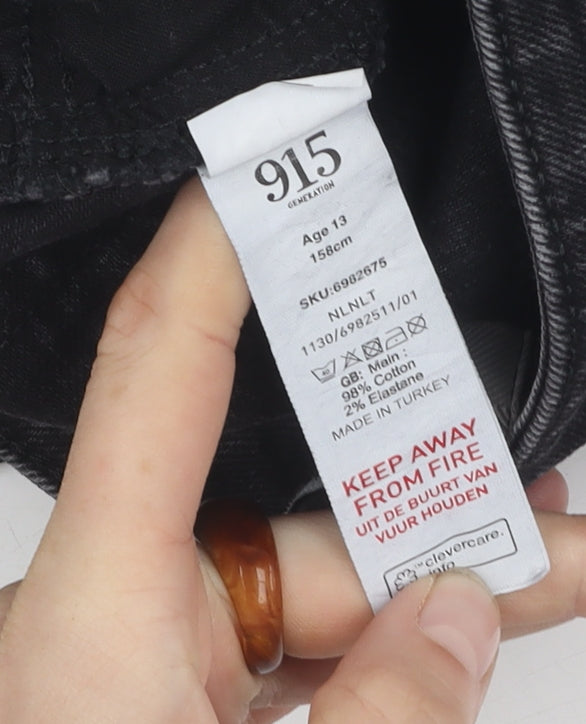 915
GENERATION
Age 13
158cm
SKU:6982675
NLNLT
1130/6982511/01
40
GB: Main :
98% Cotton
2% Elastane
MADE IN TURKEY
KEEP AWAY
FROM FIRE
UIT DE BUURT VAN
VUUR HOUDEN
clevercare.
info